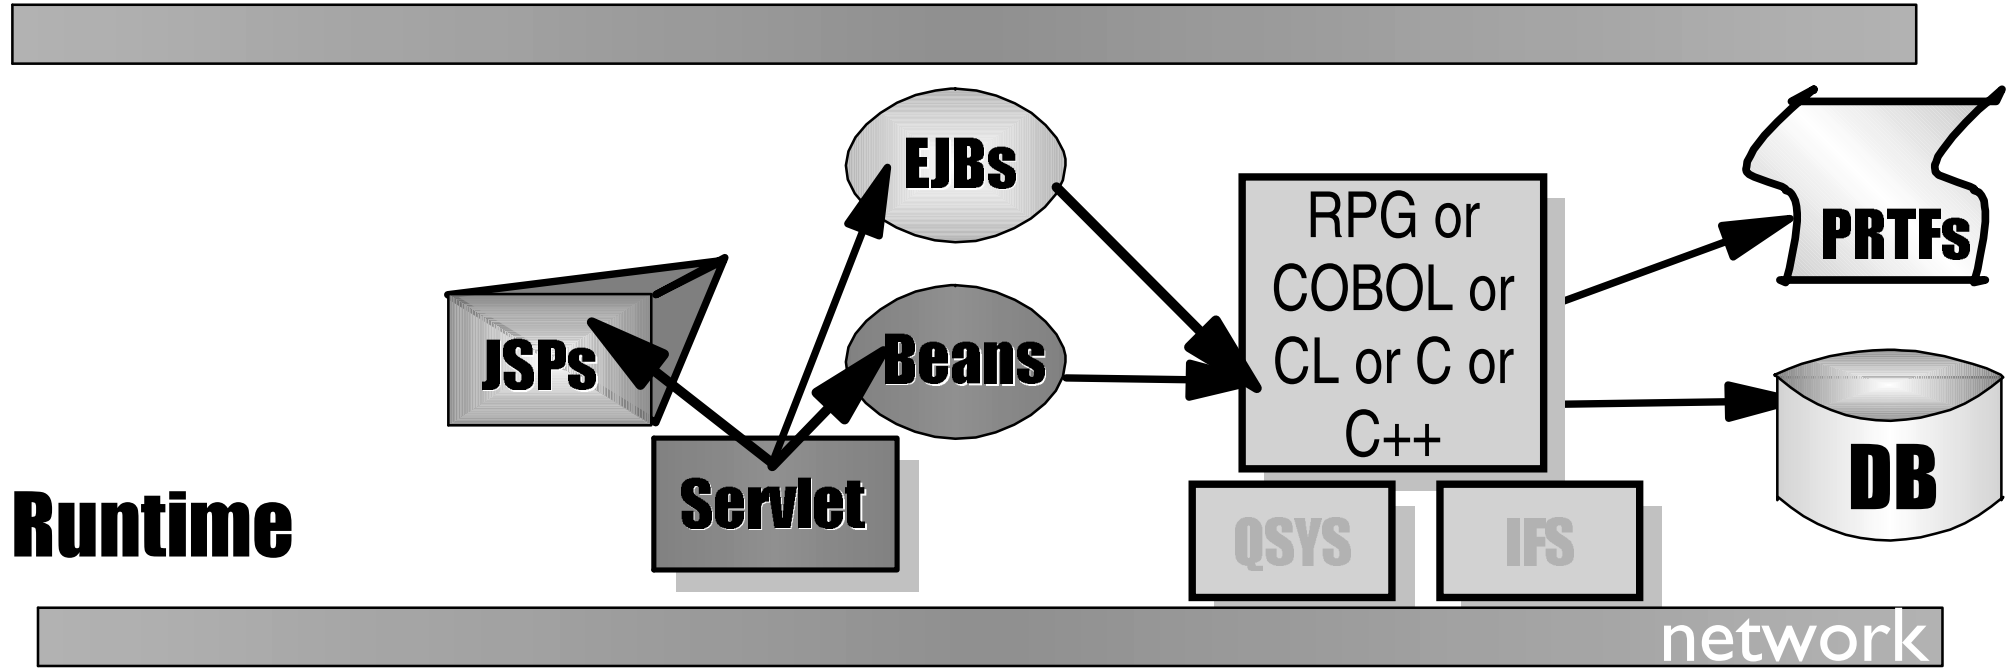 EJBs
RPG or
COBOL or
CL or C or
C++
PRTFs
JSPs
Beans
DB
Servlet
Runtime
QSYS
IFS
network